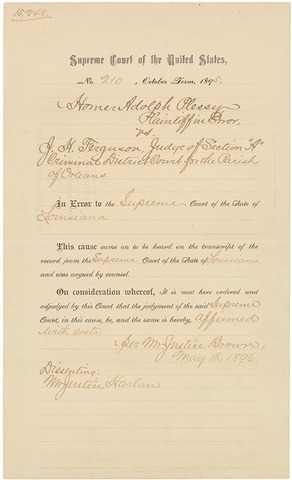 15,248.
Supreme Court of the United States,
No. 210, October Term, 1895.
Homer Adolph Plessy,
Plaintiff in Error,
vs.
J. H. Ferguson, Judge of Section "A"
Criminal District Court for the Parish
of Orleans
In Error to the Supreme Court of the State of
Louisiana
This cause came on to be heard on the transcript of the
record from the Supreme Court of the State of Louisiana
and was argued by counsel.
On consideration whereof, It is now here ordered and
adjudged by this Court that the judgment of the said Supreme
Court, in this cause, be, and the same is hereby, affirmed
with costs.
Per Mr. Justice Brown,
May 18, 1896.
Dissenting:
Mr. Justice Harlan